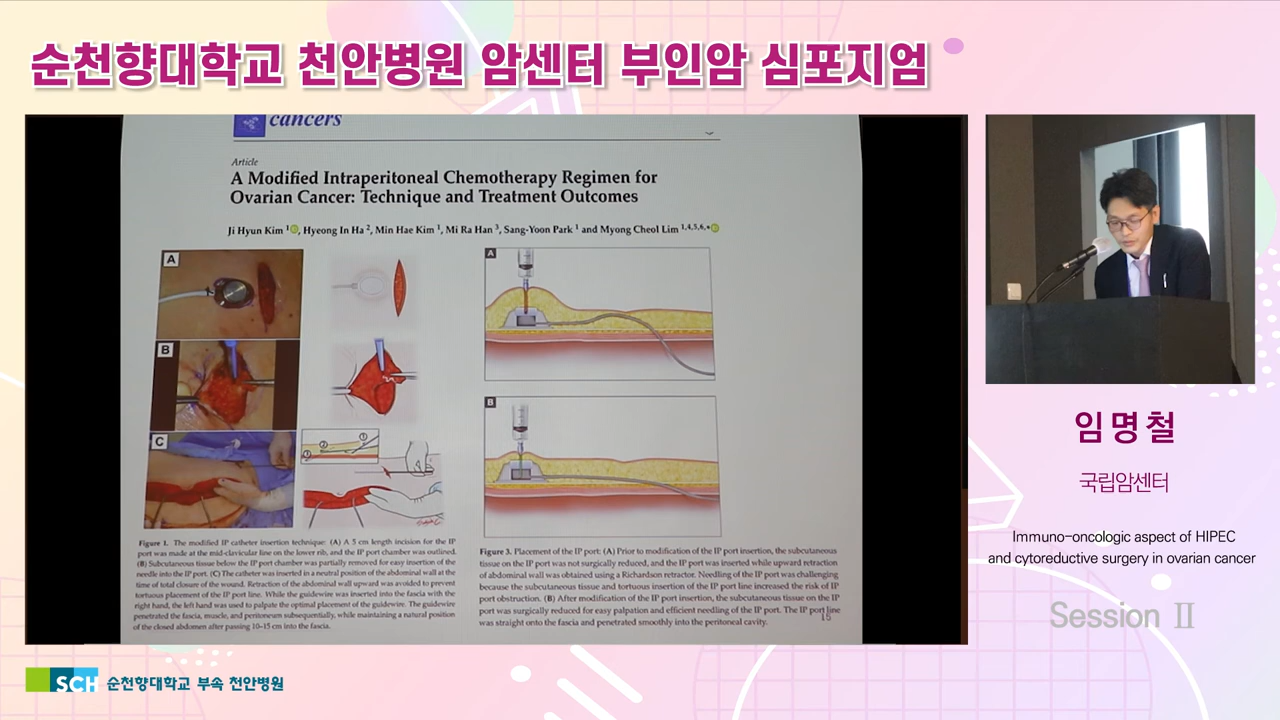 순천향대학교 천안병원 암센터 부인암 심포지엄
cancers
Article
A Modified Intraperitoneal Chemotherapy Regimen for
Ovarian Cancer: Technique and Treatment Outcomes
Ji Hyun Kim 1, Hyeong In Ha 2, Min Hae Kim 1, Mi Ra Han 3, Sang-Yoon Park 1 and Myong Cheol Lim 1,4,5,6,*
A
B
C
1
2
3
Figure 1. The modified IP catheter insertion technique: (A) A 5 cm length incision for the IP
port was made at the mid-clavicular line on the lower rib, and the IP port chamber was outlined.
(B) Subcutaneous tissue below the IP port chamber was partially removed for easy insertion of the
needle into the IP port. (C) The catheter was inserted in a neutral position of the abdominal wall at the
time of total closure of the wound. Retraction of the abdominal wall upward was avoided to prevent
tortuous placement of IP port line. While the guidewire was inserted into the fascia with the
right hand, the left hand was used to palpate the optimal placement of the guidewire. The guidewire
penetrated the fascia, muscle, and peritoneum subsequently, while maintaining a natural position
of the closed abdomen after passing 10–15 cm into the fascia.
A
B
Figure 3. Placement of the IP port: (A) Prior to modification of the IP port insertion, the subcutaneous
tissue on the IP port was not surgically reduced, and the IP port was inserted while upward retraction
of abdominal wall was obtained using a Richardson retractor. Needling of the IP port was challenging
because the subcutaneous tissue and tortuous insertion of the IP port line increased the risk of IP
port obstruction. (B) After modification of the IP port insertion, the subcutaneous tissue on the IP
port was surgically reduced for easy palpation and efficient needling of the IP port. The IP port line
was straight onto the fascia and penetrated smoothly into the peritoneal cavity.
15
임명철
국립암센터
Immuno-oncologic aspect of HIPEC
and cytoreductive surgery in ovarian cancer
Session Ⅱ
SCH 순천향대학교 부속 천안병원